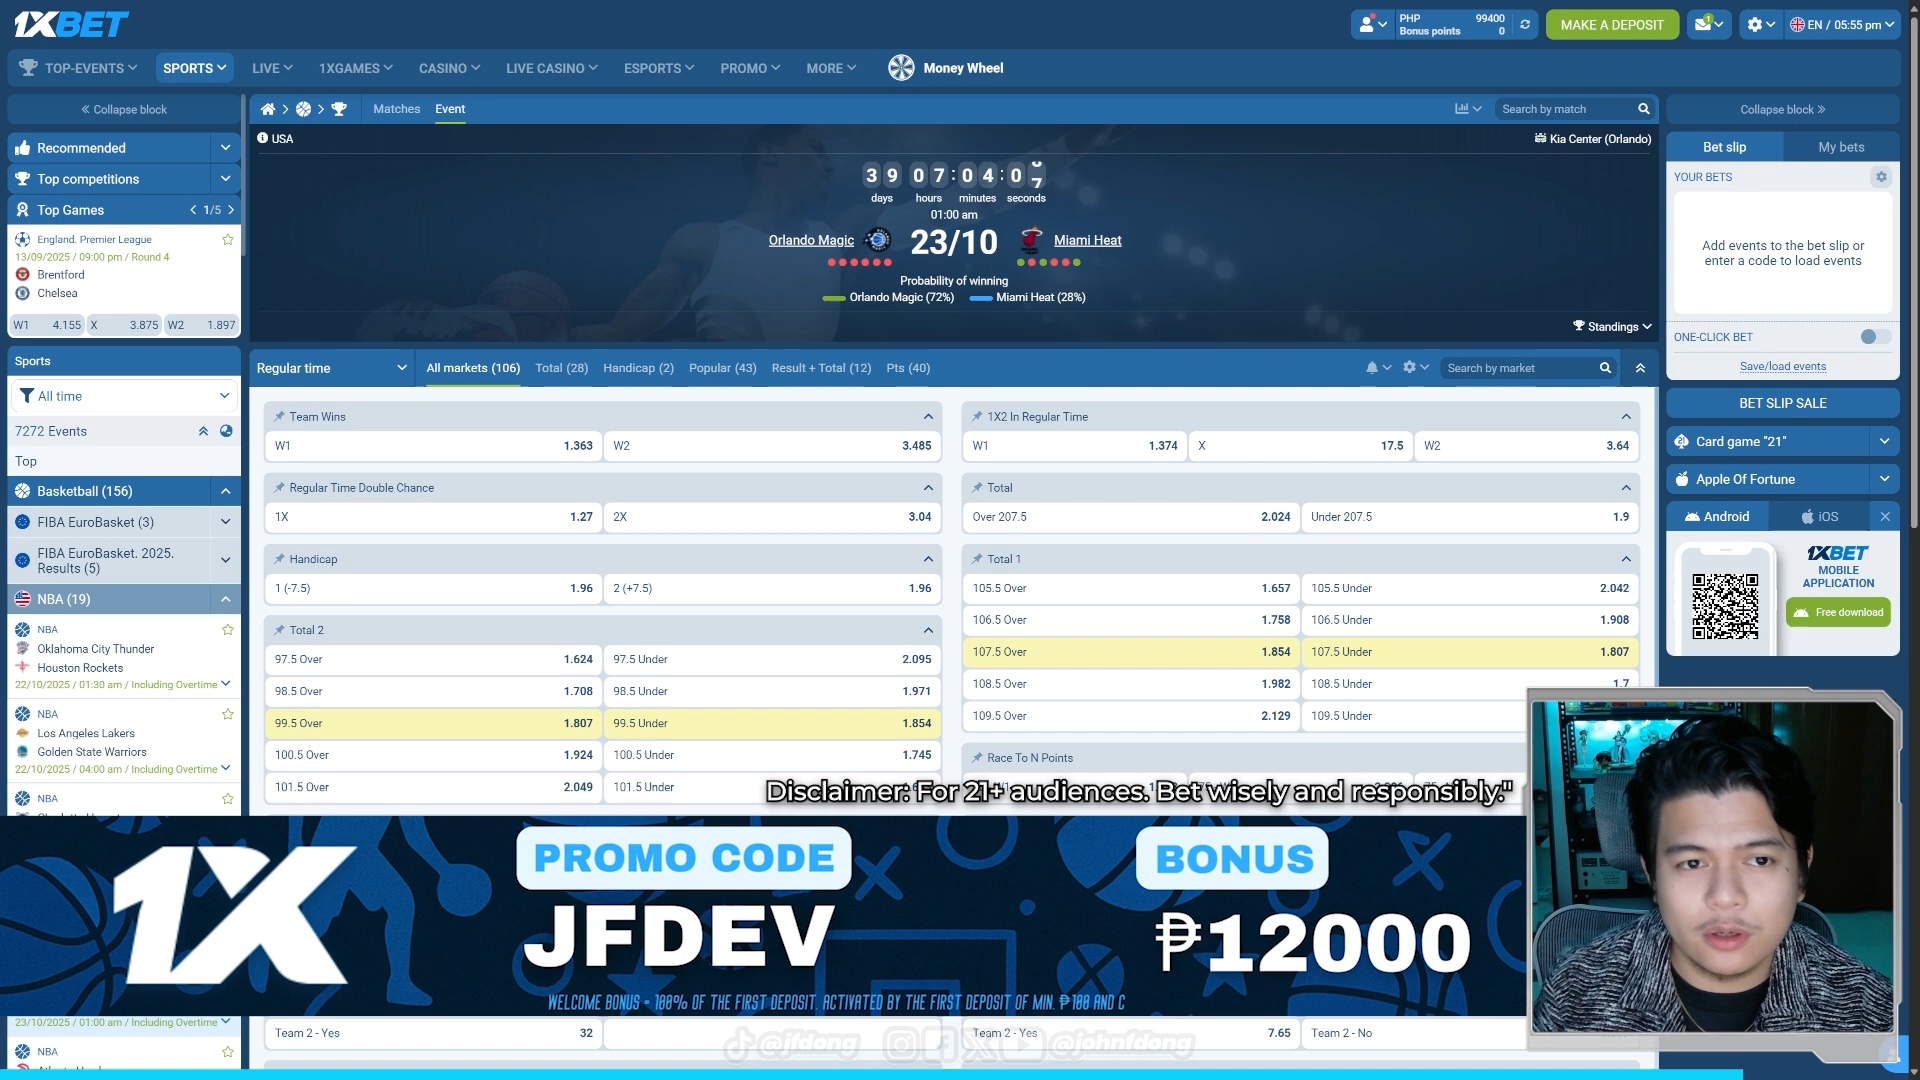 1XBET
PHP 99400
Bonus points 0
MAKE A DEPOSIT
1
EN / 05:55 pm
TOP-EVENTS
SPORTS
LIVE
1XGAMES
CASINO
LIVE CASINO
ESPORTS
PROMO
MORE
Money Wheel
Collapse block
Matches
Event
Search by match
Collapse block
USA
Kia Center (Orlando)
Recommended
Top competitions
Top Games
1/5
England. Premier League
13/09/2025 / 09:00 pm / Round 4
Brentford
Chelsea
W1 4.155 X 3.875 W2 1.897
39 07:04:0
days hours minutes seconds
01:00 am
Orlando Magic 23/10 Miami Heat
Probability of winning
Orlando Magic (72%) Miami Heat (28%)
Standings
Bet slip
My bets
YOUR BETS
Add events to the bet slip or
enter a code to load events
ONE-CLICK BET
Save/load events
BET SLIP SALE
Card game "21"
Apple Of Fortune
Android
iOS
1XBET
MOBILE
APPLICATION
Free download
Sports
All time
7272 Events
Top
Basketball (156)
FIBA EuroBasket (3)
FIBA EuroBasket. 2025.
Results (5)
NBA (19)
NBA
Oklahoma City Thunder
Houston Rockets
22/10/2025 / 01:30 am / Including Overtime
NBA
Los Angeles Lakers
Golden State Warriors
22/10/2025 / 04:00 am / Including Overtime
NBA
Regular time
All markets (106)
Total (28)
Handicap (2)
Popular (43)
Result + Total (12)
Pts (40)
Search by market
Team Wins
W1 1.363 W2 3.485
Regular Time Double Chance
1X 1.27 2X 3.04
Handicap
1 (-7.5) 1.96 2 (+7.5) 1.96
Total 2
97.5 Over 1.624 97.5 Under 2.095
98.5 Over 1.708 98.5 Under 1.971
99.5 Over 1.807 99.5 Under 1.854
100.5 Over 1.924 100.5 Under 1.745
101.5 Over 2.049 101.5 Under
1X2 In Regular Time
W1 1.374 X 17.5 W2 3.64
Total
Over 207.5 2.024 Under 207.5 1.9
Total 1
105.5 Over 1.657 105.5 Under 2.042
106.5 Over 1.758 106.5 Under 1.908
107.5 Over 1.854 107.5 Under 1.807
108.5 Over 1.982 108.5 Under 1.7
109.5 Over 2.129 109.5 Under
Race To N Points
Disclaimer: For 21+ audiences. Bet wisely and responsibly."
1X
PROMO CODE
JFDEV
BONUS
₱12000
WELCOME BONUS = 100% OF THE FIRST DEPOSIT. ACTIVATED BY THE FIRST DEPOSIT OF MIN. ₱100 AND C
23/10/2025 / 01:00 am / Including Overtime
NBA
Team 2 - Yes 32
Team 2 - Yes 7.65 Team 2 - No
@jfdong
@johnfdong